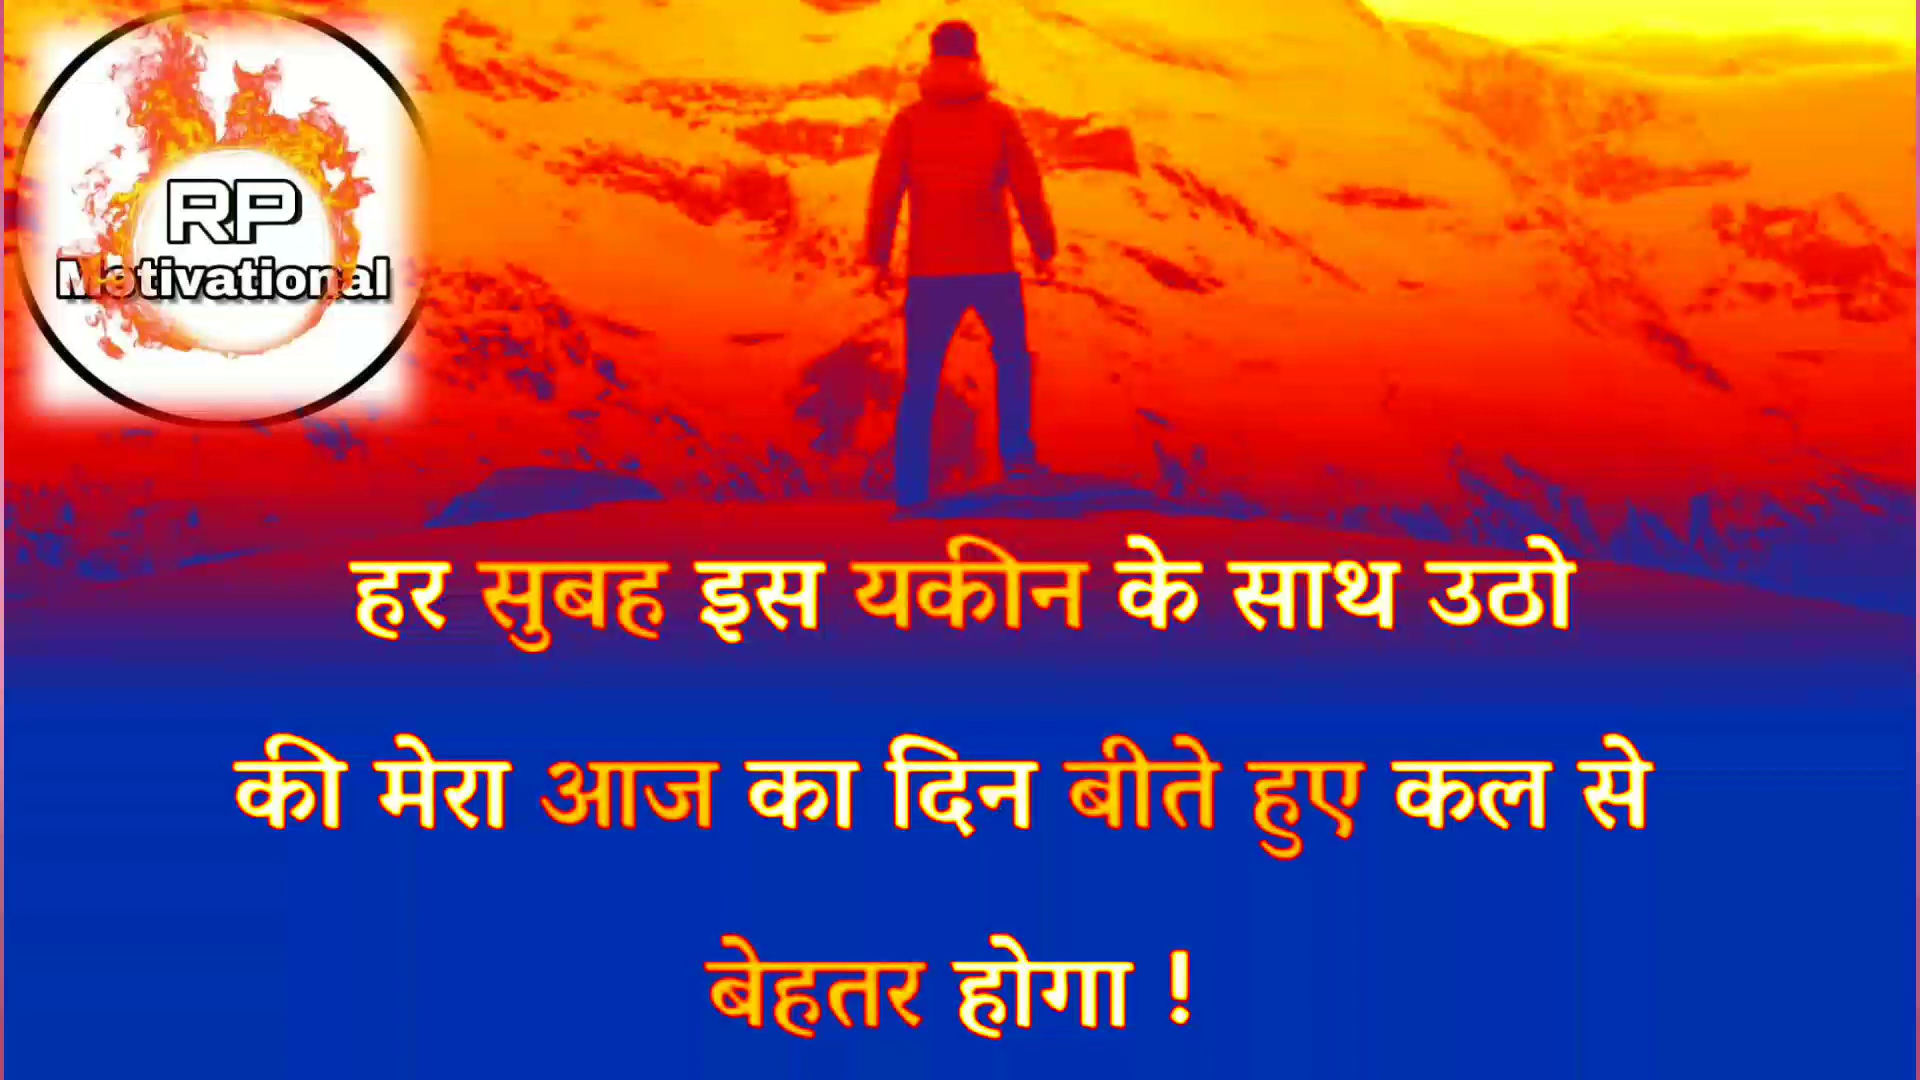 RP
Motivational
हर सुबह इस यकीन के साथ उठो
की मेरा आज का दिन बीते हुए कल से
बेहतर होगा !